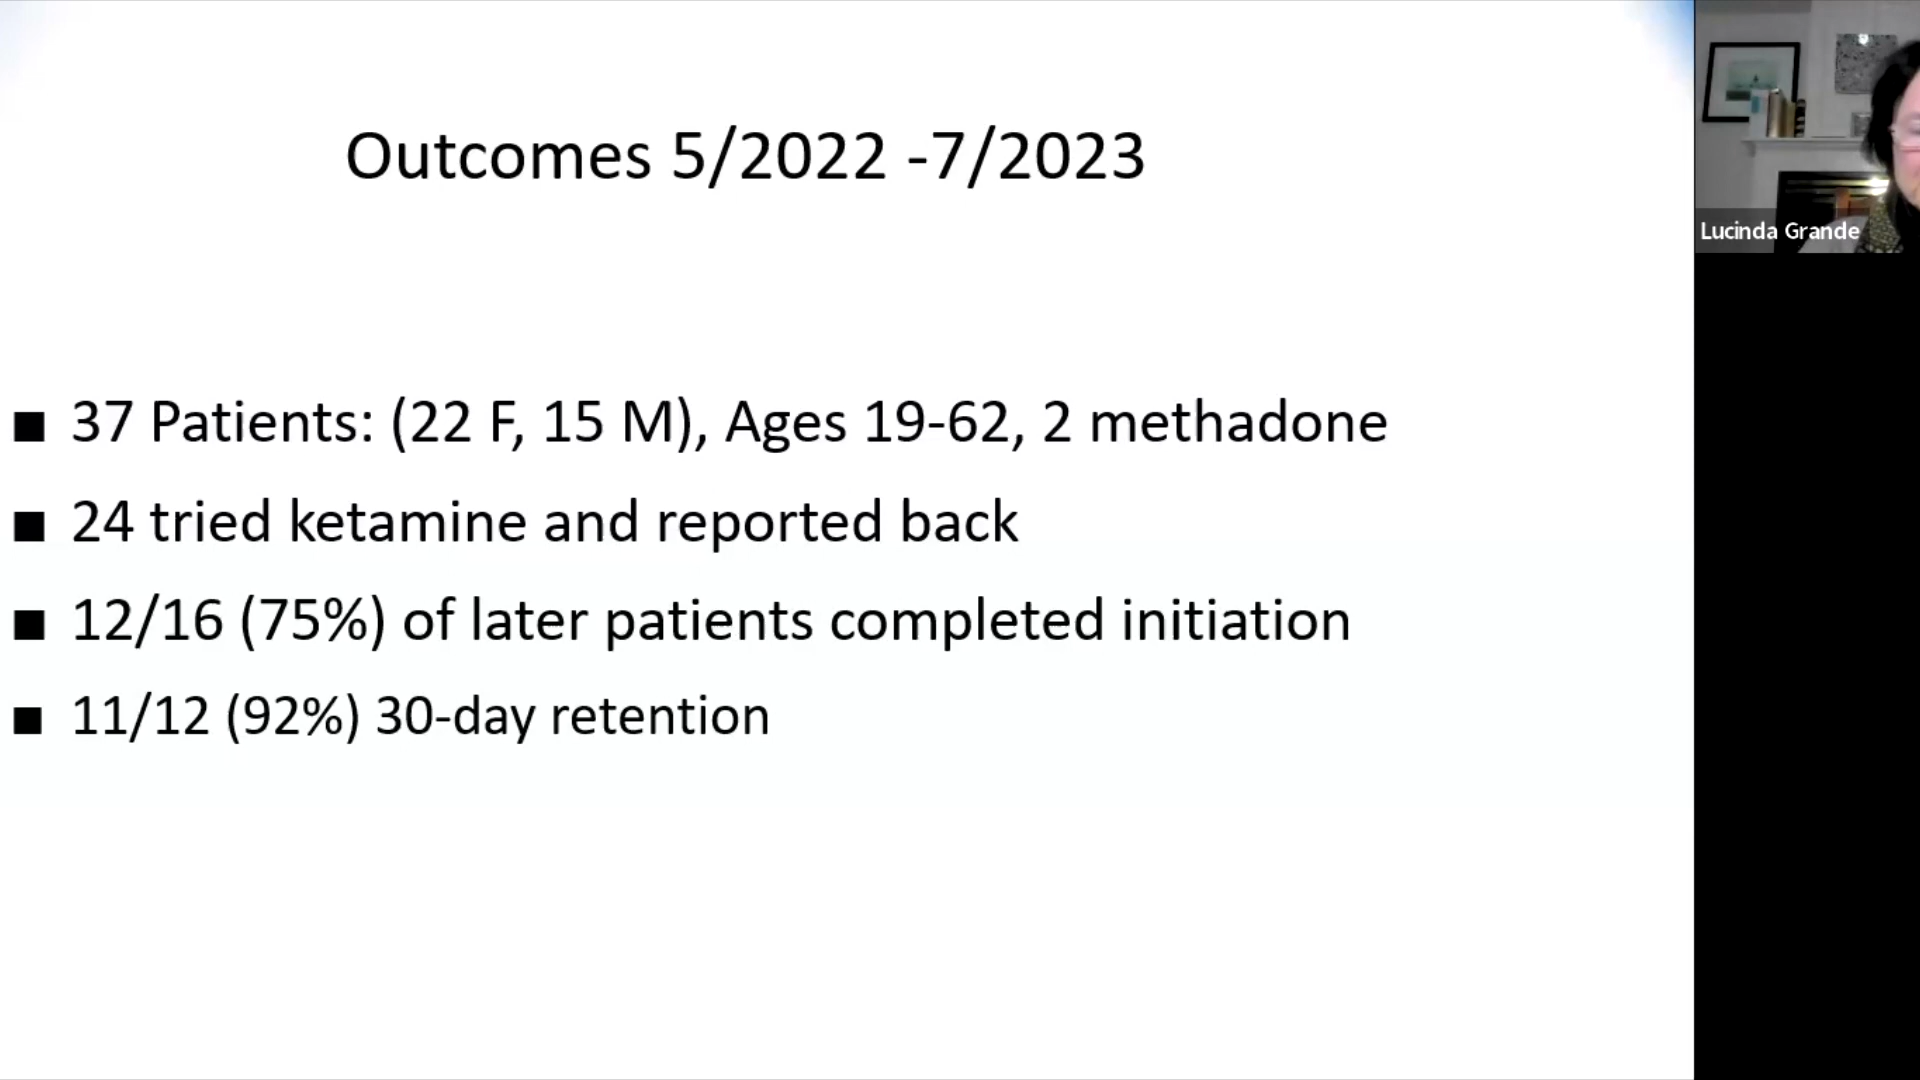 Outcomes 5/2022 -7/2023
Lucinda Grande
■ 37 Patients: (22 F, 15 M), Ages 19-62, 2 methadone
■ 24 tried ketamine and reported back
■ 12/16 (75%) of later patients completed initiation
■ 11/12 (92%) 30-day retention